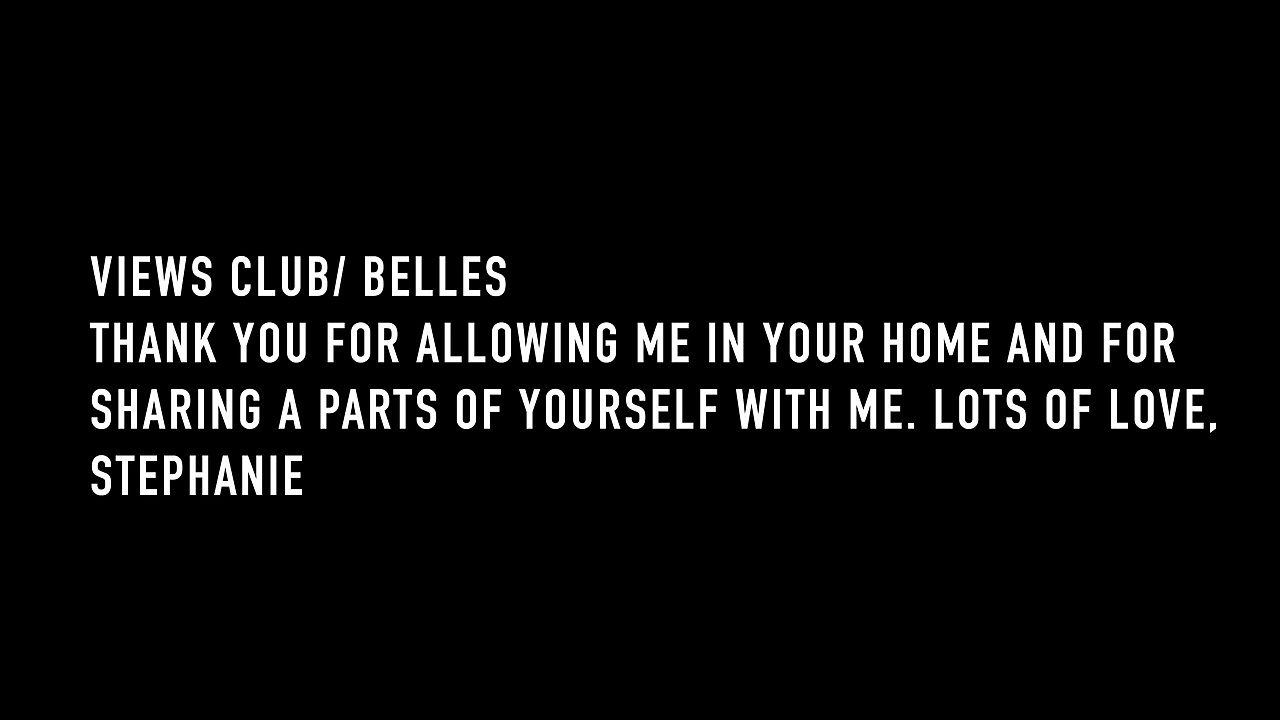 VIEWS CLUB/ BELLES
THANK YOU FOR ALLOWING ME IN YOUR HOME AND FOR
SHARING A PARTS OF YOURSELF WITH ME. LOTS OF LOVE,
STEPHANIE